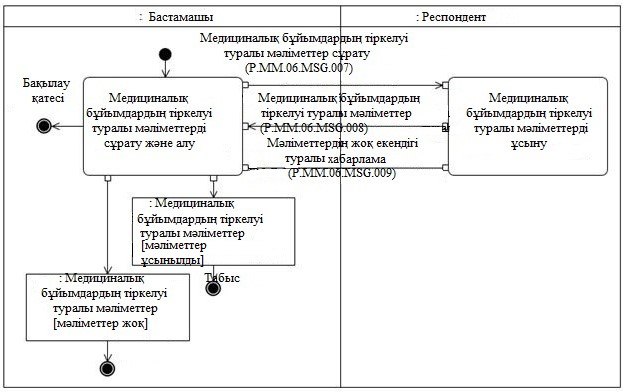 : Бастамашы
: Респондент
Медициналық бұйымдардың тіркелуі
туралы мәліметтер сұрату
(P.MM.06.MSG.007)
Бақылау
қатесі
Медициналық
бұйымдардың тіркелуі
туралы мәліметтерді
сұрату және алу
Медициналық бұйымдардың
тіркелуі туралы мәліметтер
(P.MM.06.MSG.008)
Мәліметтердің жоқ екендігі
туралы хабарлама
(P.MM.06.MSG.009)
Медициналық
бұйымдардың тіркелуі
туралы мәліметтерді
ұсыну
: Медициналық
бұйымдардың тіркелуі
туралы мәліметтер
[мәліметтер
ұсынылды]
Табыс
: Медициналық
бұйымдардың тіркелуі
туралы мәліметтер
[мәліметтер жоқ]